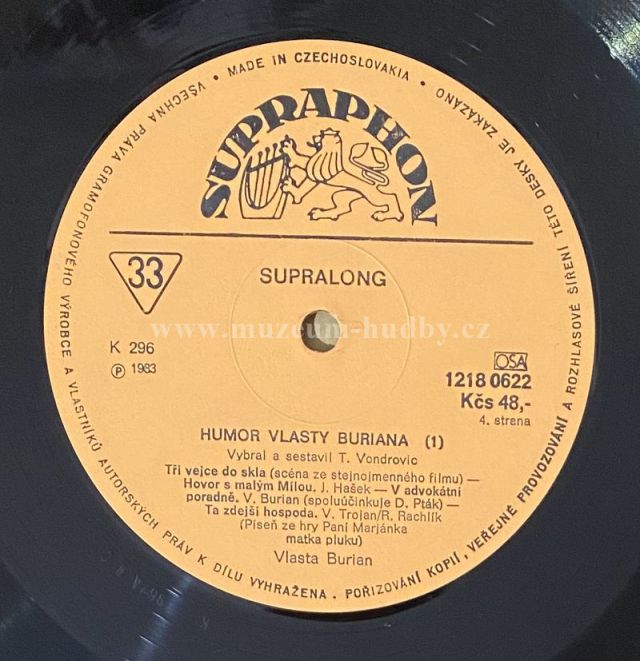 VŠECHNA PRÁVA GRAMOFONOVÉHO VÝROBCE A VLASTNÍKŮ AUTORSKÝCH PRÁV K DÍLU VYHRAŽENA. POŘIZOVÁNÍ KOPIÍ, VEŘEJNÉ PROVOZOVÁNÍ A ROZHLASOVÉ ŠÍŘENÍ TÉTO DESKY JE ZAKÁZÁNO • MADE IN CZECHOSLOVAKIA •
SUPRAPHON
33
SUPRALONG
www.muzeum-hudby.cz
K 296
Ⓟ 1983
OSA
1218 0622
Kčs 48,-
4. strana
HUMOR VLASTY BURIANA (1)
Vybral a sestavil T. Vondrovic
Tři vejce do skla (scéna ze stejnojmenného filmu) —
Hovor s malým Milou. J. Hašek — V advokátní
poradně. V. Burian (spoluúčinkuje D. Pták) —
Ta zdejší hospoda. V. Trojan/R. Rachlík
(Píseň ze hry Paní Marjánka
matka pluku)
Vlasta Burian